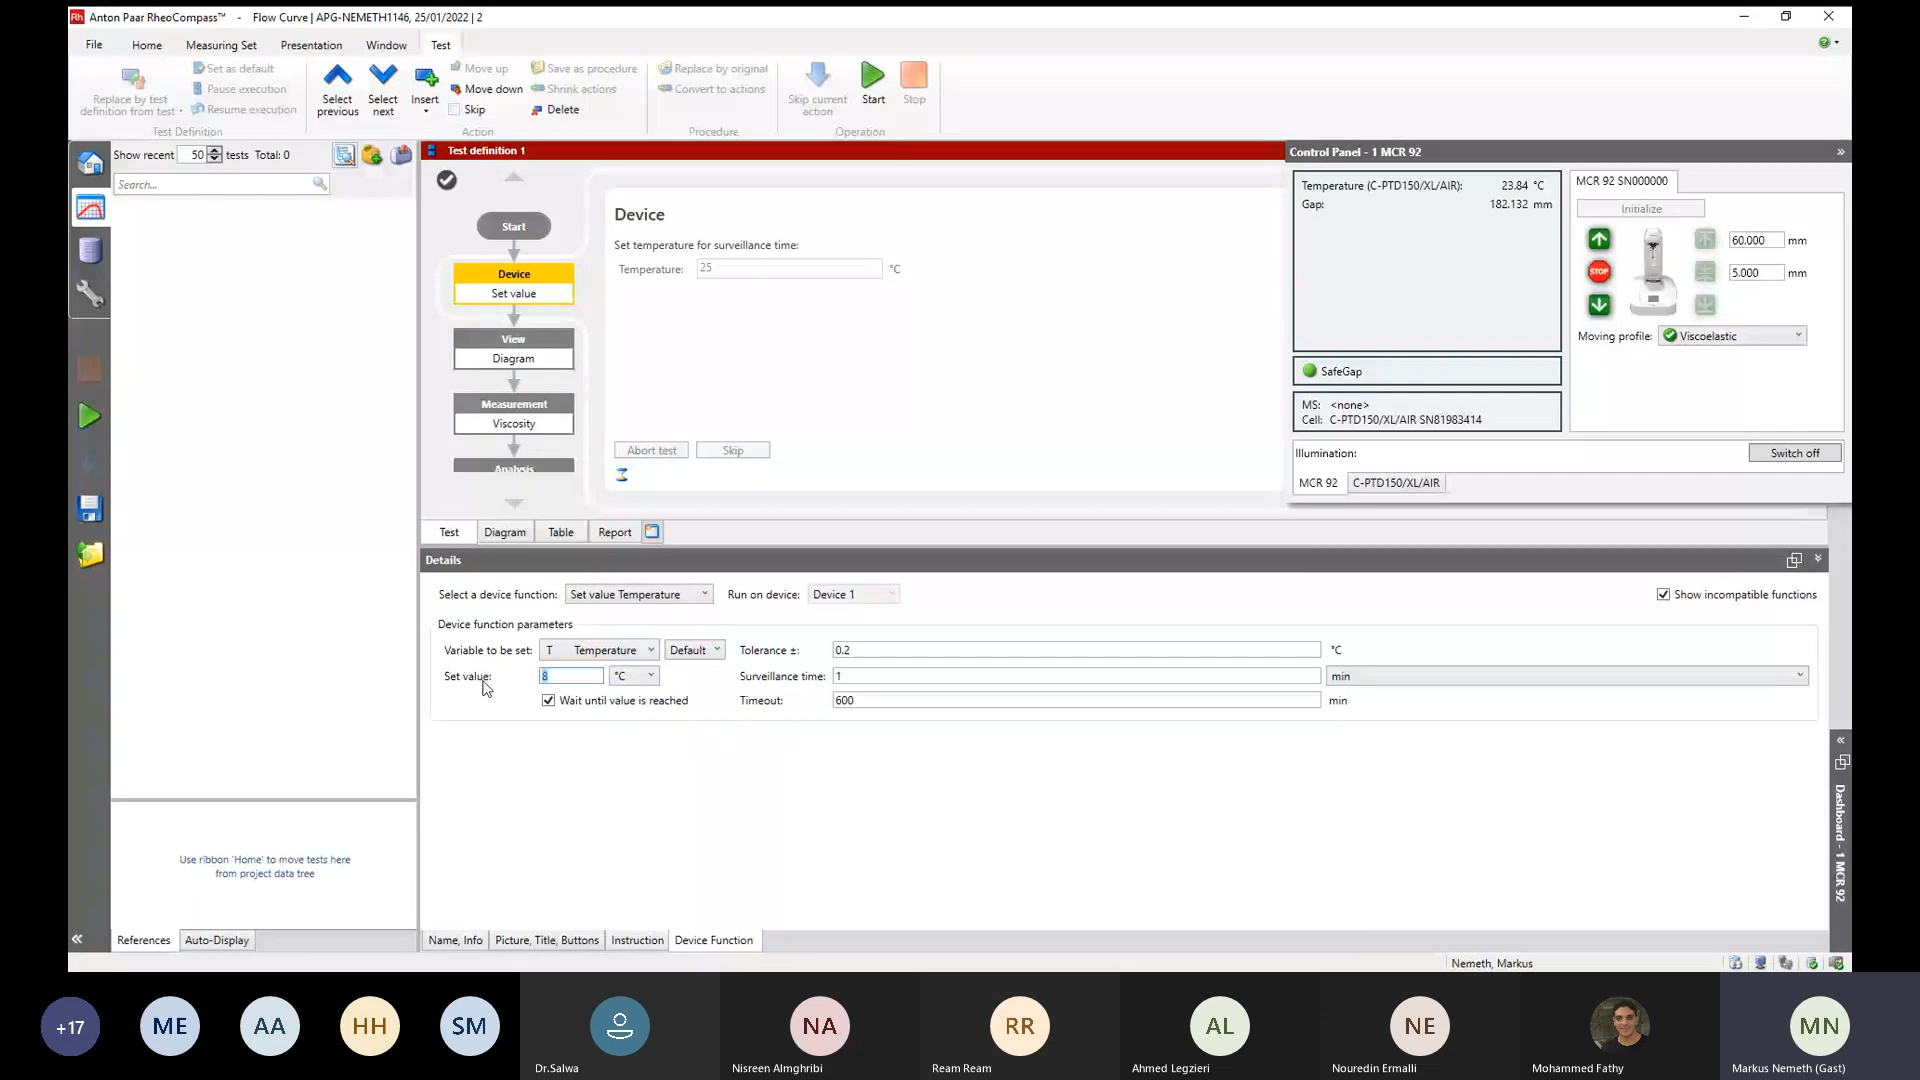 Rh Anton Paar RheoCompass™ - Flow Curve | APG-NEMETH1146, 25/01/2022 | 2
File Home Measuring Set Presentation Window Test
Replace by test definition from test
Set as default
Pause execution
Resume execution
Test Definition
Select previous
Select next
Insert
Move up
Move down
Skip
Save as procedure
Shrink actions
Delete
Action
Replace by original
Convert to actions
Procedure
Skip current action
Start
Stop
Operation
Show recent 50 tests Total: 0
Search...
Test definition 1
Start
Device
Set value
View
Diagram
Measurement
Viscosity
Analysis
Device
Set temperature for surveillance time:
Temperature: 25 °C
Abort test Skip
Control Panel - 1 MCR 92
Temperature (C-PTD150/XL/AIR): 23.84 °C
Gap: 182.132 mm
SafeGap
MS: <none>
Cell: C-PTD150/XL/AIR SN81983414
MCR 92 SN000000
Initialize
60.000 mm
STOP
5.000 mm
Moving profile: Viscoelastic
Illumination: Switch off
MCR 92 C-PTD150/XL/AIR
Test Diagram Table Report
Details
Select a device function: Set value Temperature Run on device: Device 1 Show incompatible functions
Device function parameters
Variable to be set: T Temperature Default Tolerance ±: 0.2 °C
Set value: 8 °C Surveillance time: 1 min
Wait until value is reached Timeout: 600 min
Use ribbon 'Home' to move tests here
from project data tree
Dashboard - 1 MCR 92
References Auto-Display
Name, Info Picture, Title, Buttons Instruction Device Function
Nemeth, Markus
+17 ME AA HH SM NA RR AL NE MN
Dr.Salwa Nisreen Almghribi Ream Ream Ahmed Legzieri Nouredin Ermalli Mohammed Fathy Markus Nemeth (Gast)